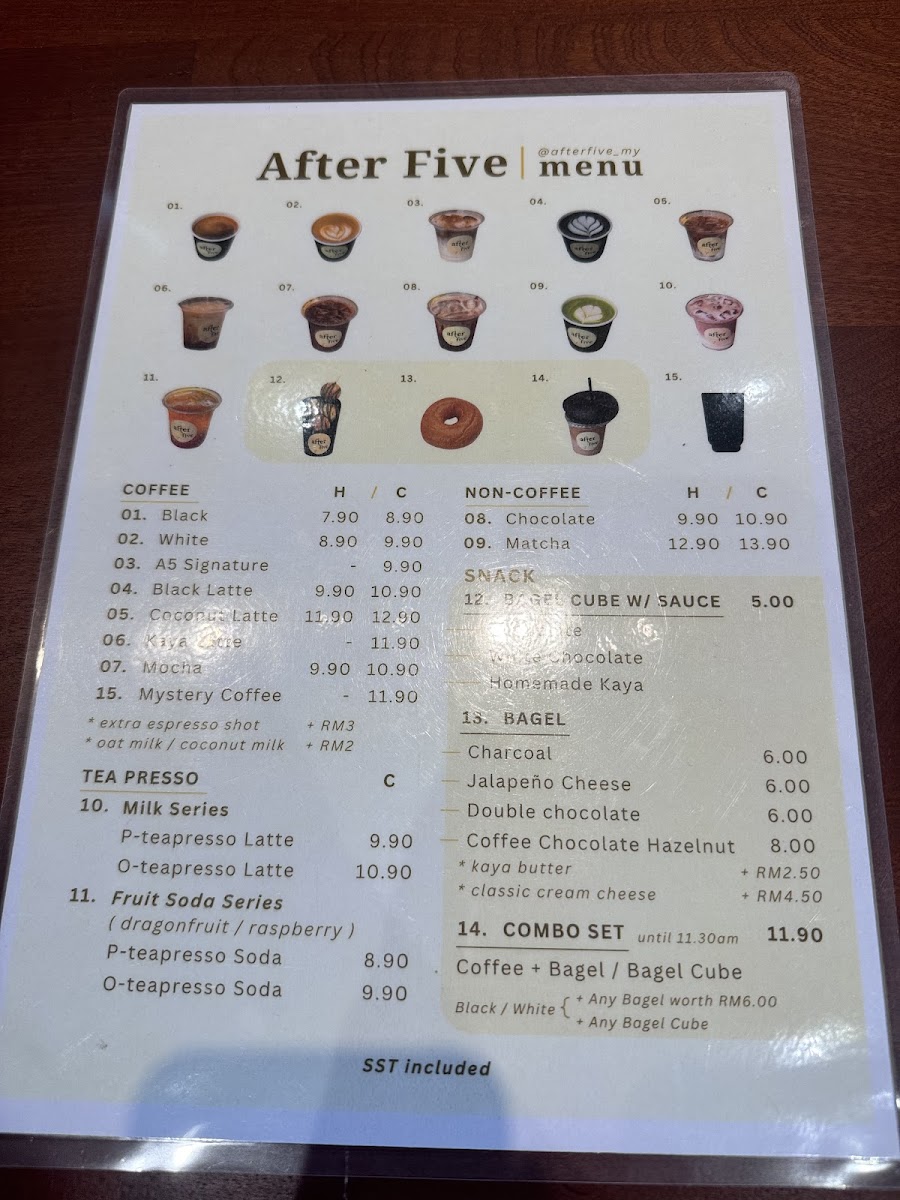 After Five | @afterfive_my menu
01. 02. 03. 04. 05.
06. 07. 08. 09. 10.
11. 12. 13. 14. 15.
COFFEE H / C
01. Black 7.90 8.90
02. White 8.90 9.90
03. A5 Signature - 9.90
04. Black Latte 9.90 10.90
05. Coconut Latte 11.90 12.90
06. Kaya Latte - 11.90
07. Mocha 9.90 10.90
15. Mystery Coffee - 11.90
* extra espresso shot + RM3
* oat milk / coconut milk + RM2
TEA PRESSO C
10. Milk Series
P-teapresso Latte 9.90
O-teapresso Latte 10.90
11. Fruit Soda Series
( dragonfruit / raspberry )
P-teapresso Soda 8.90
O-teapresso Soda 9.90
NON-COFFEE H / C
08. Chocolate 9.90 10.90
09. Matcha 12.90 13.90
SNACK
12. BAGEL CUBE W/ SAUCE 5.00
White Chocolate
Homemade Kaya
13. BAGEL
Charcoal 6.00
Jalapeño Cheese 6.00
Double chocolate 6.00
Coffee Chocolate Hazelnut 8.00
* kaya butter + RM2.50
* classic cream cheese + RM4.50
14. COMBO SET until 11.30am 11.90
Coffee + Bagel / Bagel Cube
Black / White { + Any Bagel worth RM6.00
+ Any Bagel Cube
SST included